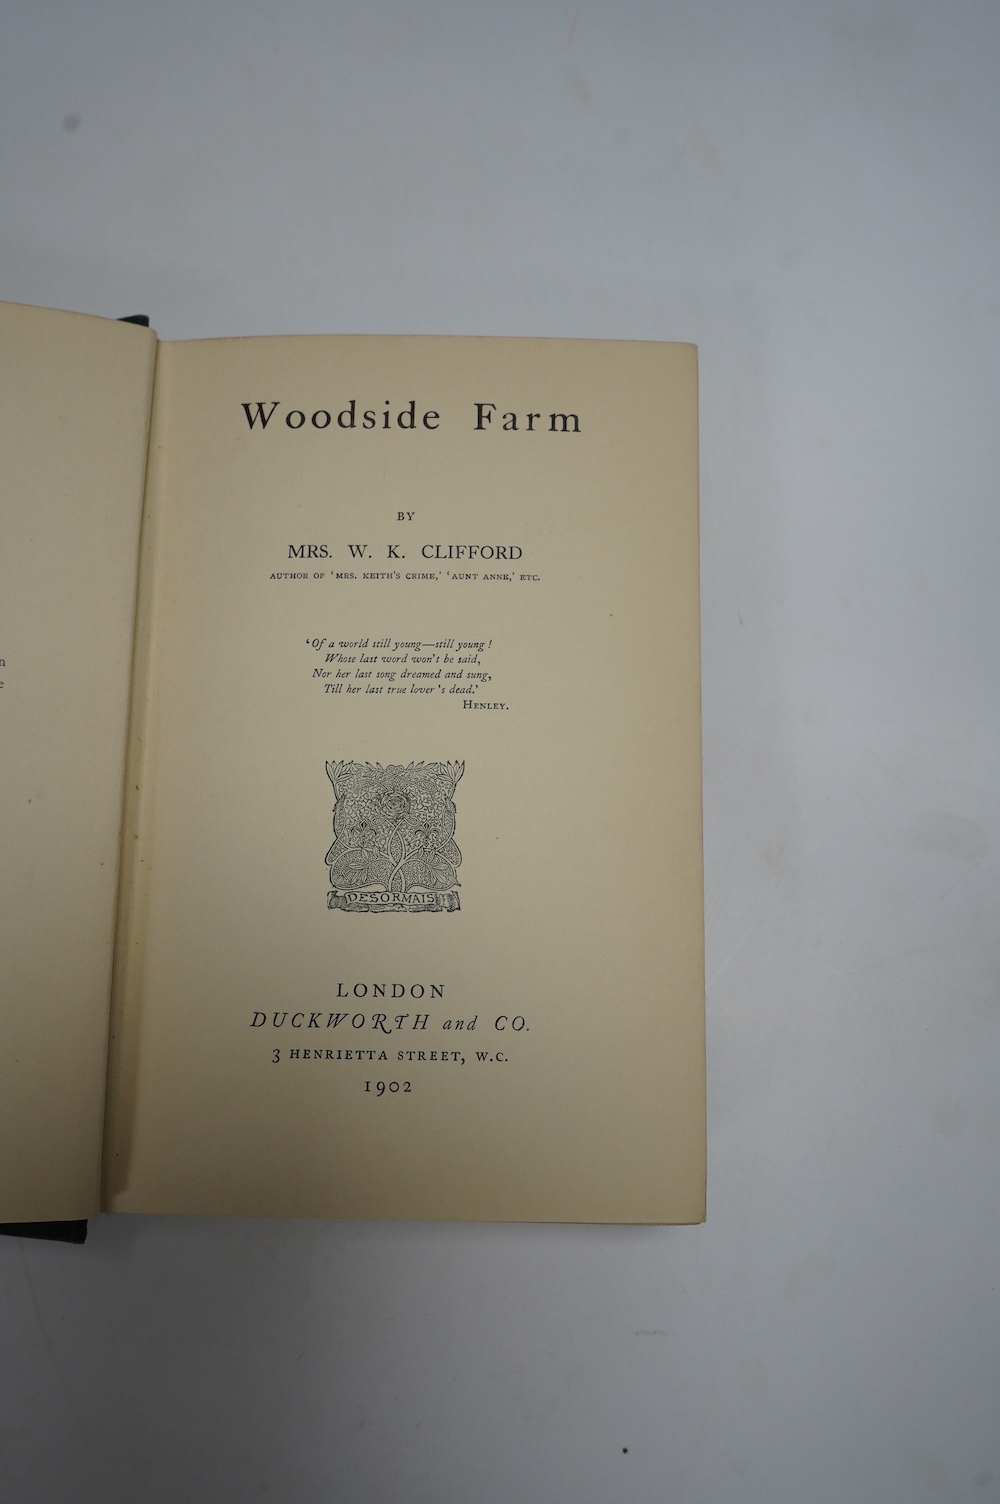 Woodside Farm
BY
MRS. W. K. CLIFFORD
AUTHOR OF 'MRS. KEITH'S CRIME,' 'AUNT ANNE,' ETC.
'Of a world still young—still young!
Whose last word won't be said,
Nor her last song dreamed and sung,
Till her last true lover's dead.'
HENLEY.
DESORMAIS
LONDON
DUCKWORTH and CO.
3 HENRIETTA STREET, W.C.
1902